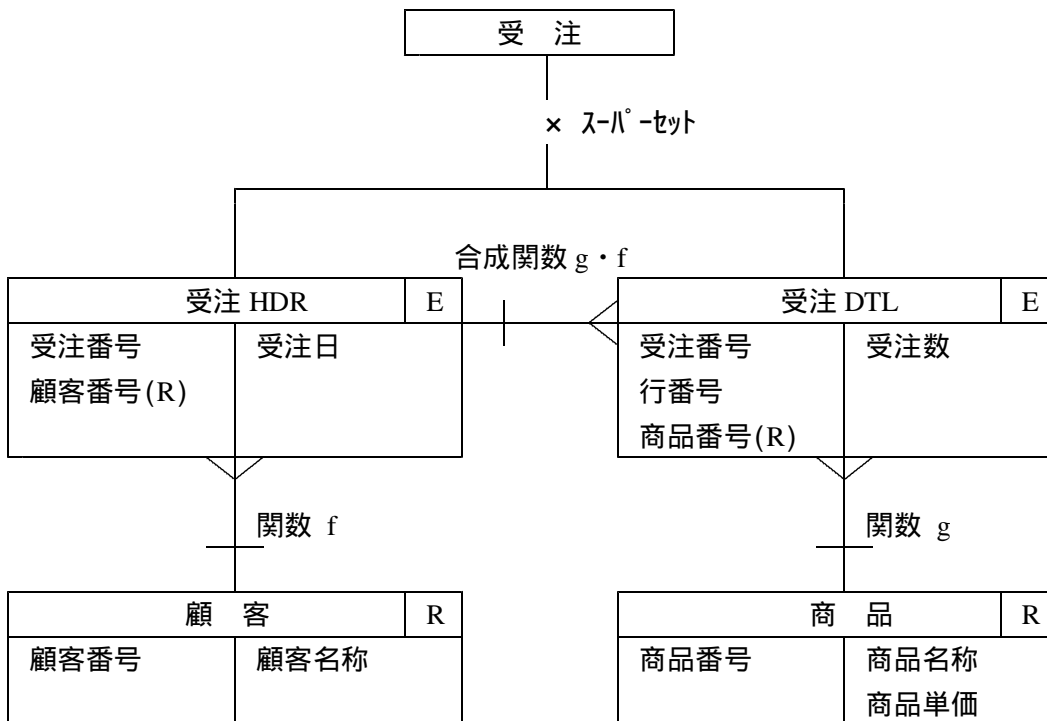 受 注
× ｽｰﾊﾟｰｾｯﾄ
合成関数 g・f
受注 HDR E
受注番号 受注日
顧客番号(R)
受注 DTL E
受注番号 受注数
行番号
商品番号(R)
関数 f
関数 g
顧 客 R
顧客番号 顧客名称
商 品 R
商品番号 商品名称
商品単価